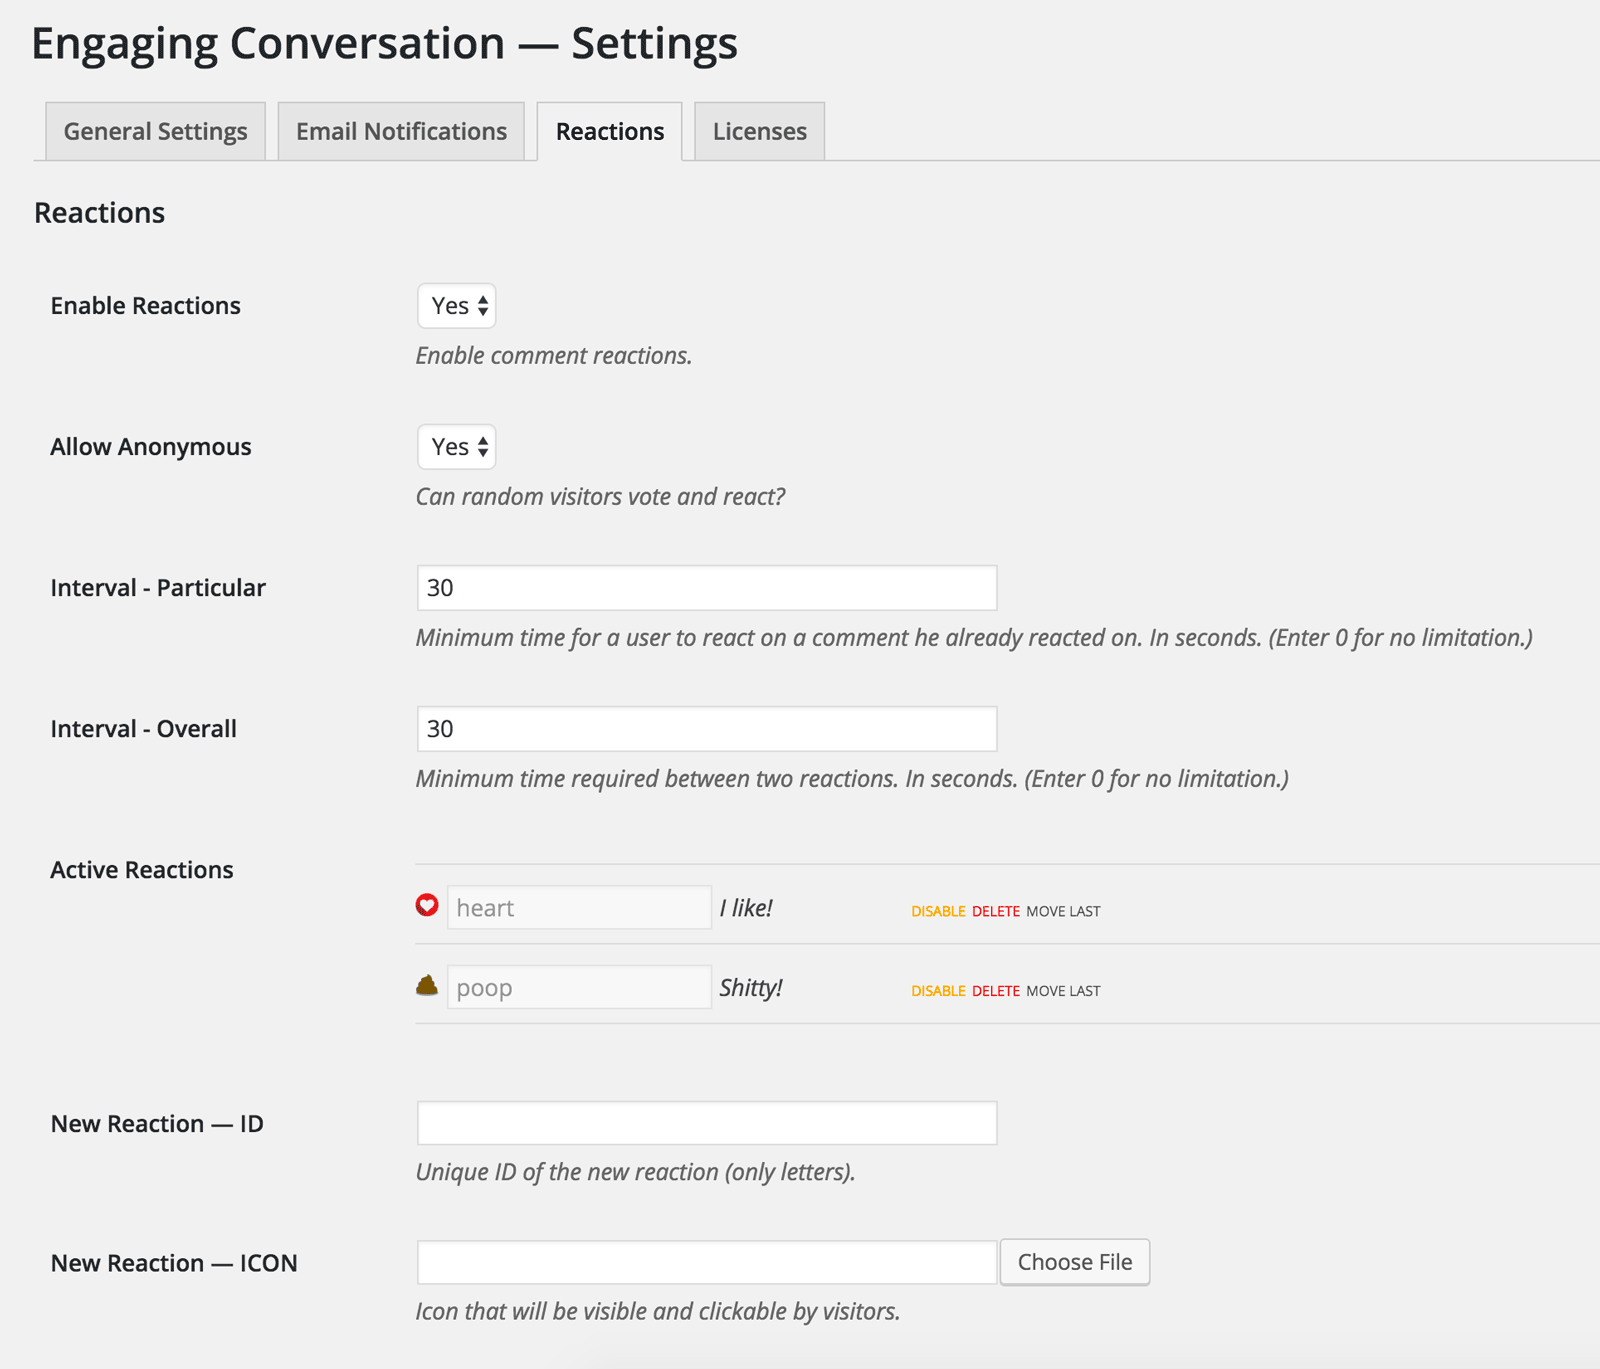 Engaging Conversation — Settings
General Settings Email Notifications Reactions Licenses
Reactions
Enable Reactions Yes
Enable comment reactions.
Allow Anonymous Yes
Can random visitors vote and react?
Interval - Particular 30
Minimum time for a user to react on a comment he already reacted on. In seconds. (Enter 0 for no limitation.)
Interval - Overall 30
Minimum time required between two reactions. In seconds. (Enter 0 for no limitation.)
Active Reactions
heart I like! DISABLE DELETE MOVE LAST
poop Shitty! DISABLE DELETE MOVE LAST
New Reaction — ID
Unique ID of the new reaction (only letters).
New Reaction — ICON Choose File
Icon that will be visible and clickable by visitors.